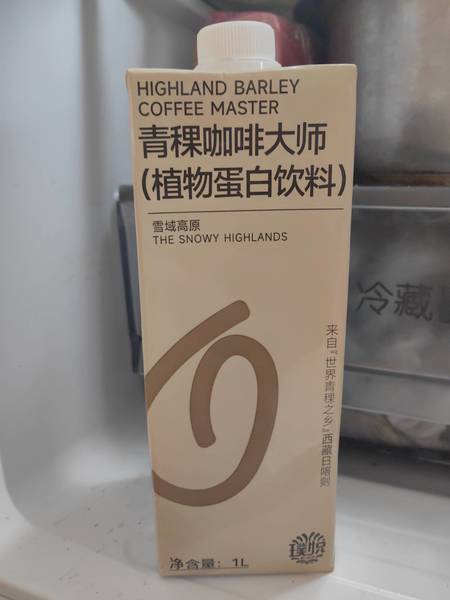 HIGHLAND BARLEY
COFFEE MASTER
青稞咖啡大师
(植物蛋白饮料)
雪域高原
THE SNOWY HIGHLANDS
来自『世界青稞之乡』西藏日喀则
璞悦
净含量: 1L
冷藏